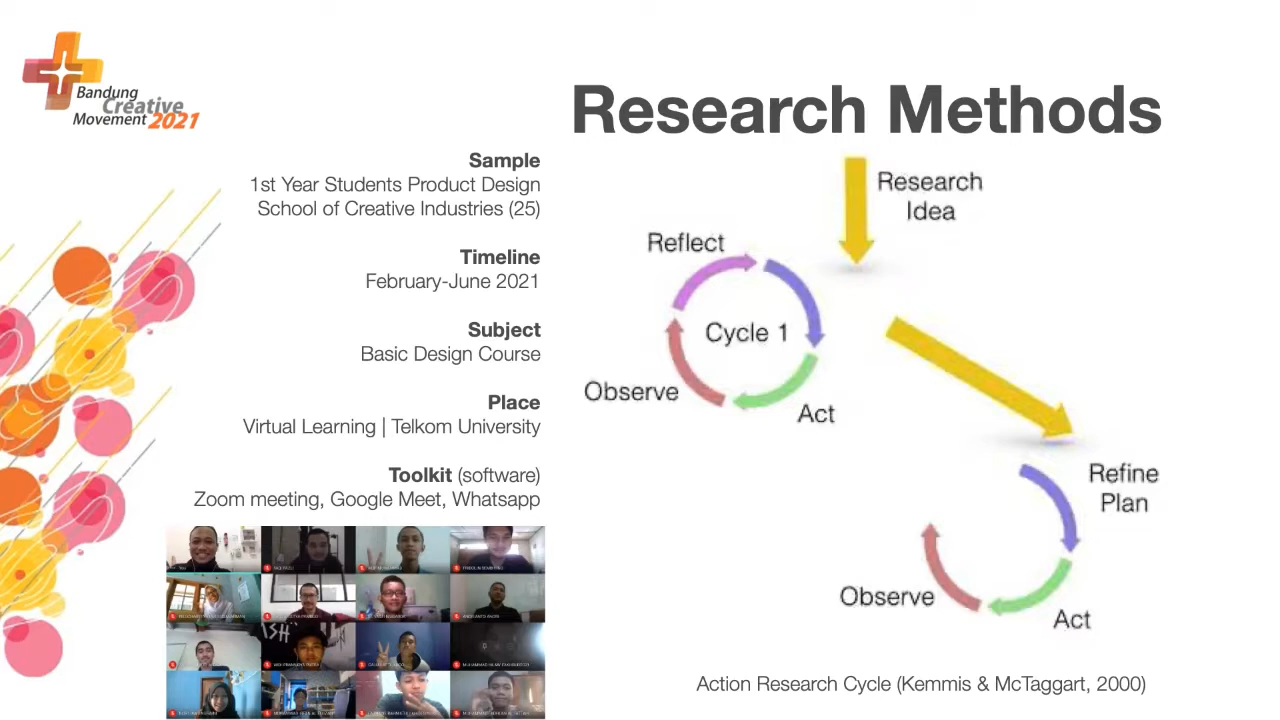 Bandung
Creative
Movement 2021
Research Methods
Sample
1st Year Students Product Design
School of Creative Industries (25)
Timeline
February-June 2021
Subject
Basic Design Course
Place
Virtual Learning | Telkom University
Toolkit (software)
Zoom meeting, Google Meet, Whatsapp
Research
Idea
Reflect
Cycle 1
Observe
Act
Refine
Plan
Observe
Act
Action Research Cycle (Kemmis & McTaggart, 2000)